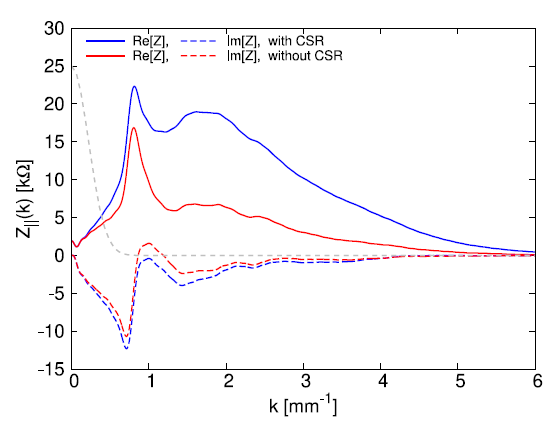 Re[Z], Im[Z], with CSR
Re[Z], Im[Z], without CSR
Z||(k) [kΩ]
30
25
20
15
10
5
0
-5
-10
-15
0 1 2 3 4 5 6
k [mm-1]